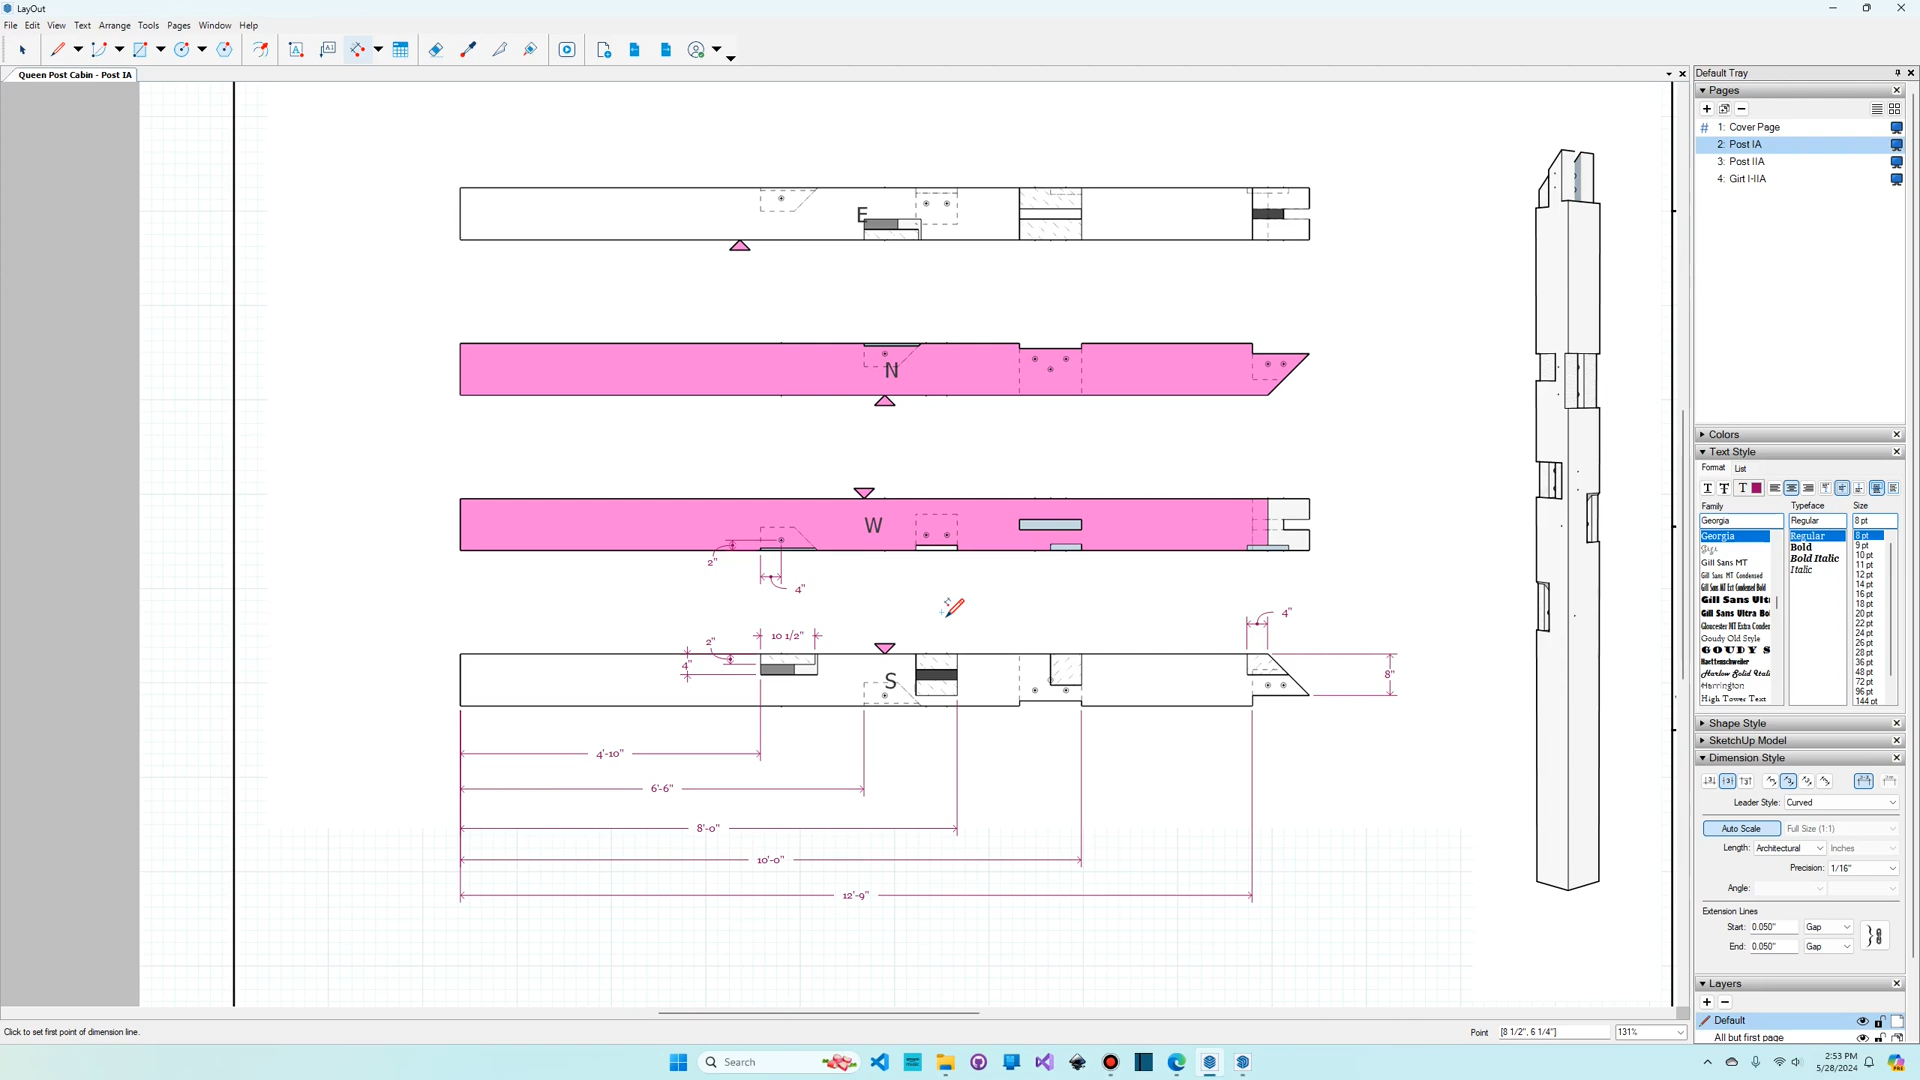 LayOut
File Edit View Text Arrange Tools Pages Window Help
Queen Post Cabin - Post IA
Default Tray
Pages
# 1: Cover Page
2: Post IA
3: Post IIA
4: Girt I-IIA
Colors
Text Style
Format List
Family Typeface Size
Georgia Regular 8 pt
Georgia Regular 8 pt
Gigi Bold 9 pt
Gill Sans MT Bold Italic 10 pt
Gill Sans MT Condensed Italic 11 pt
Gill Sans MT Ext Condensed Bold 12 pt
Gill Sans Ultra 14 pt
Gill Sans Ultra Bo 16 pt
Gloucester MT Extra Condensed 18 pt
Goudy Old Style 20 pt
GOUDY S 22 pt
Haettenschweiler 24 pt
Harlow Solid Itali 26 pt
Harrington 28 pt
High Tower Text 36 pt
48 pt
64 pt
72 pt
96 pt
144 pt
Shape Style
SketchUp Model
Dimension Style
Leader Style: Curved
Auto Scale Full Size (1:1)
Length: Architectural Inches
Precision: 1/16"
Angle:
Extension Lines
Start: 0.050" Gap
End: 0.050" Gap
Layers
Default
All but first page
E
N
W
2"
4"
4"
10 1/2"
2"
4"
S
8"
4'-10"
6'-6"
8'-0"
10'-0"
12'-9"
Click to set first point of dimension line.
Point [8 1/2", 6 1/4"] 131%
Search
2:53 PM
5/28/2024